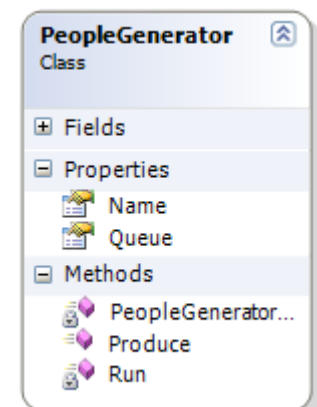 PeopleGenerator
Class
Fields
Properties
Name
Queue
Methods
PeopleGenerator...
Produce
Run